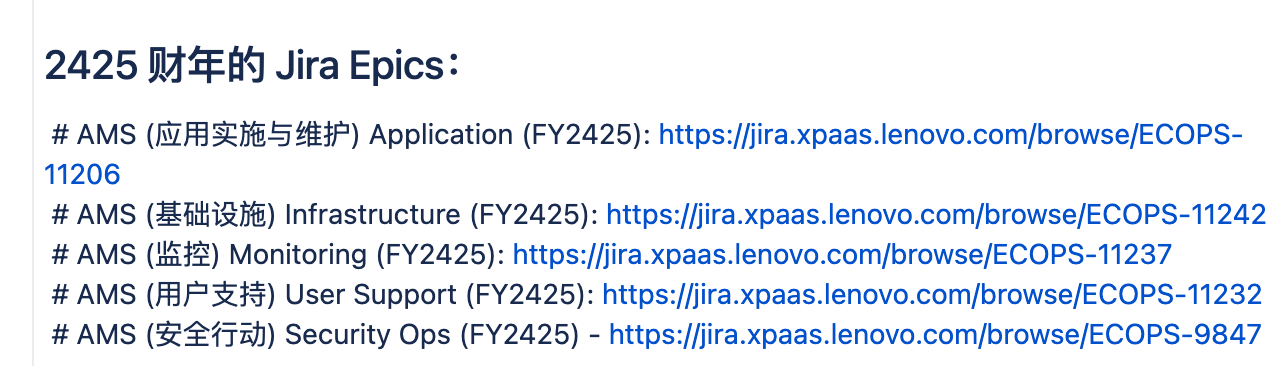 2425 财年的 Jira Epics：
# AMS (应用实施与维护) Application (FY2425): https://jira.xpaas.lenovo.com/browse/ECOPS-
11206
# AMS (基础设施) Infrastructure (FY2425): https://jira.xpaas.lenovo.com/browse/ECOPS-11242
# AMS (监控) Monitoring (FY2425): https://jira.xpaas.lenovo.com/browse/ECOPS-11237
# AMS (用户支持) User Support (FY2425): https://jira.xpaas.lenovo.com/browse/ECOPS-11232
# AMS (安全行动) Security Ops (FY2425) - https://jira.xpaas.lenovo.com/browse/ECOPS-9847